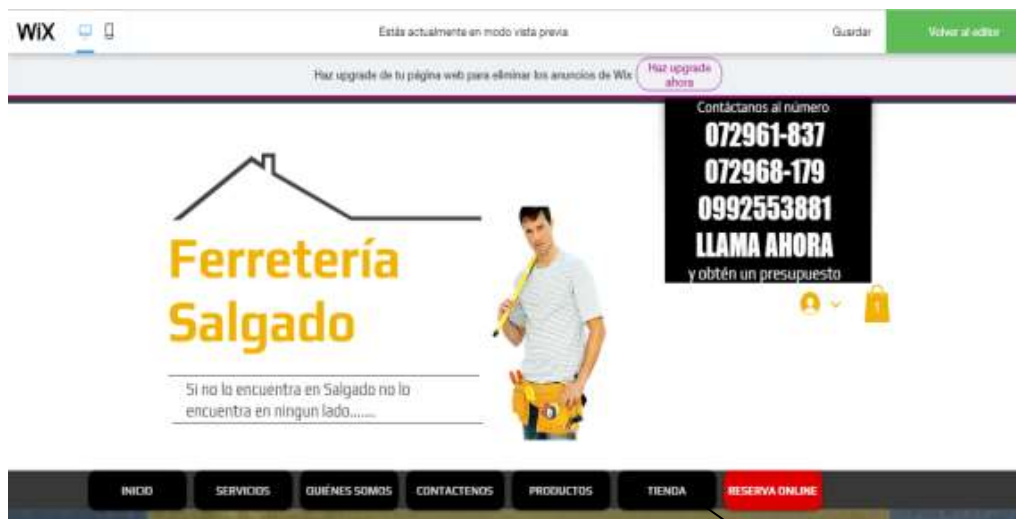 WiX
Estás actualmente en modo vista previa
Guardar
Volver al editor
Haz upgrade de tu página web para eliminar los anuncios de Wix
Haz upgrade
ahora
Contáctanos al número
072961-837
072968-179
0992553881
LLAMA AHORA
y obtén un presupuesto
1
Ferretería
Salgado
Si no lo encuentra en Salgado no lo
encuentra en ningun lado.......
INICIO
SERVICIOS
QUIÉNES SOMOS
CONTACTENOS
PRODUCTOS
TIENDA
RESERVA ONLINE